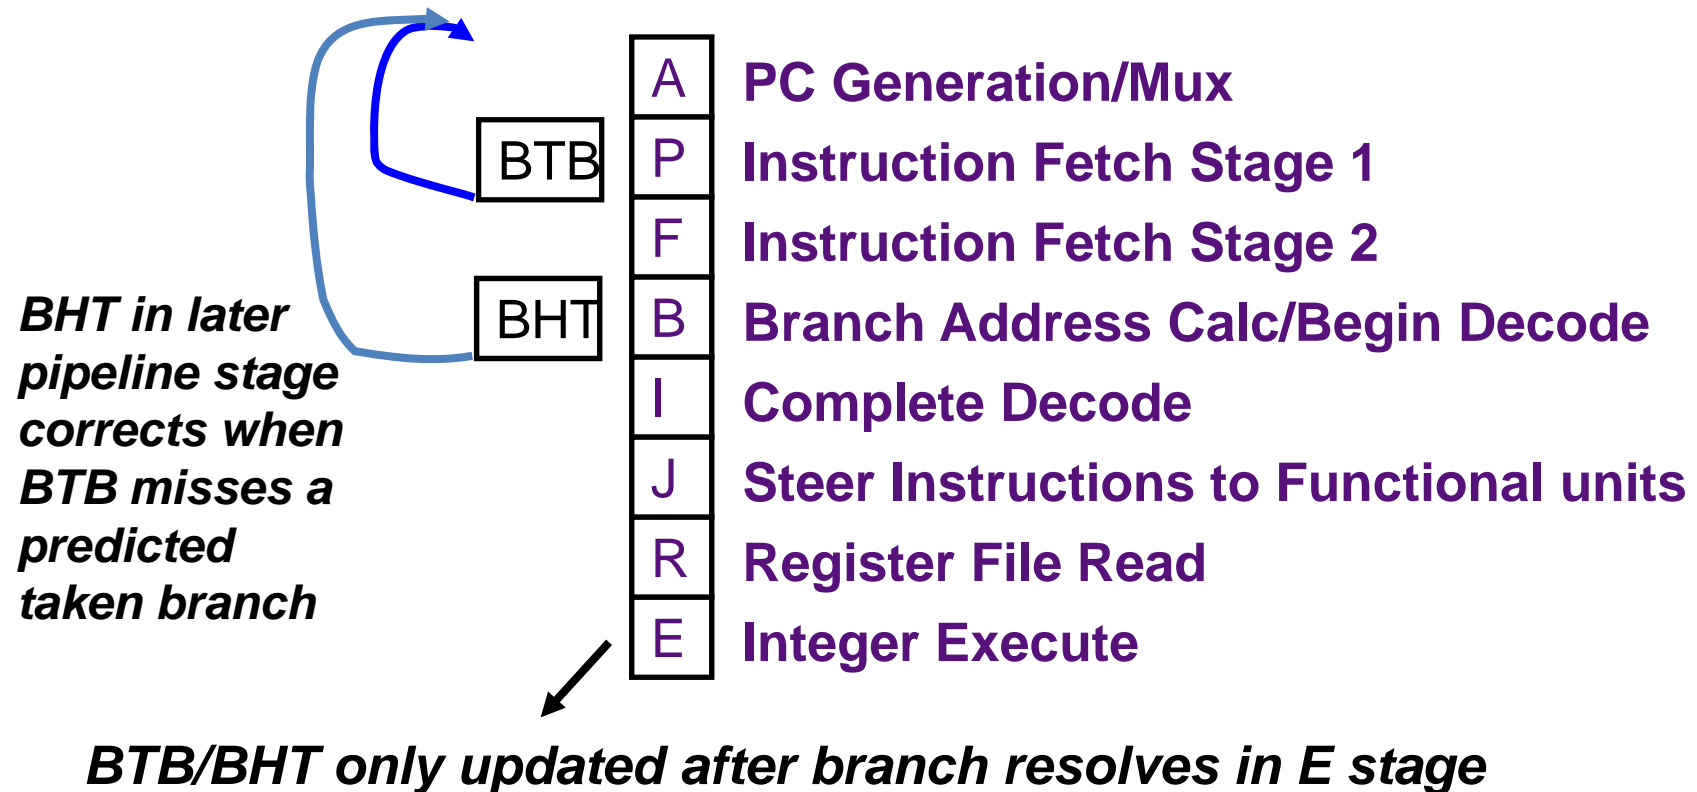 A PC Generation/Mux
BTB P Instruction Fetch Stage 1
F Instruction Fetch Stage 2
BHT B Branch Address Calc/Begin Decode
I Complete Decode
J Steer Instructions to Functional units
R Register File Read
E Integer Execute
BHT in later
pipeline stage
corrects when
BTB misses a
predicted
taken branch
BTB/BHT only updated after branch resolves in E stage